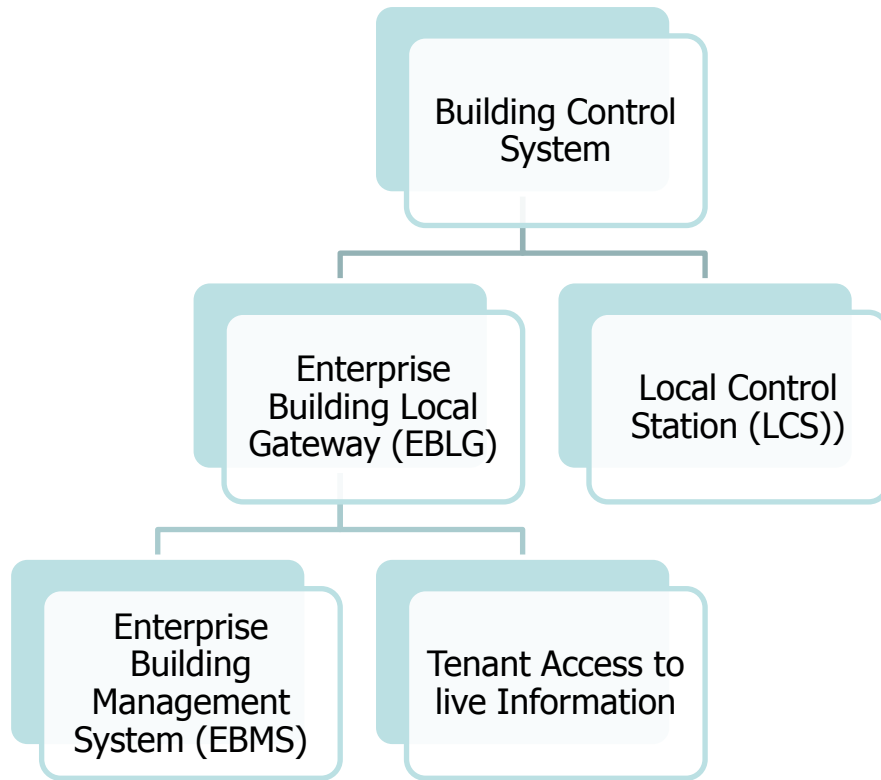 Building Control
System
Enterprise
Building Local
Gateway (EBLG)
Local Control
Station (LCS))
Enterprise
Building
Management
System (EBMS)
Tenant Access to
live Information